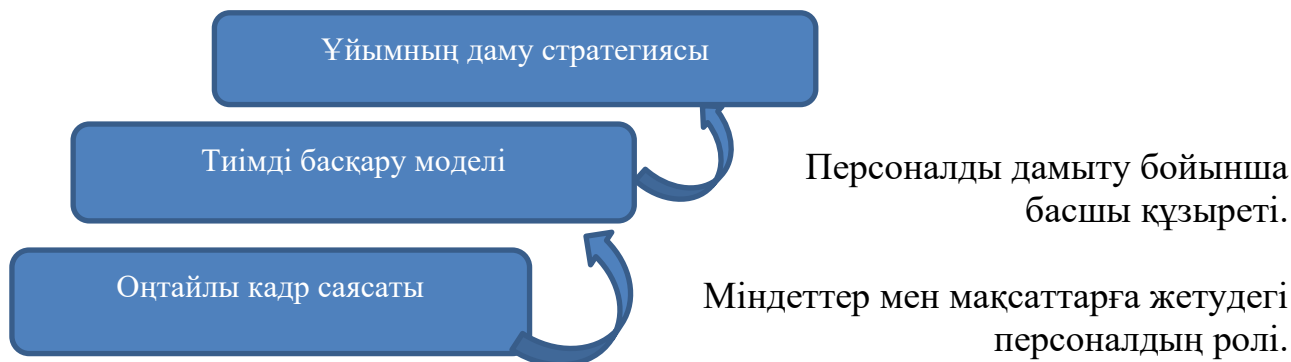 Ұйымның даму стратегиясы
Тиімді басқару моделі
Персоналды дамыту бойынша
басшы құзыреті.
Оңтайлы кадр саясаты
Міндеттер мен мақсаттарға жетудегі
персоналдың ролі.